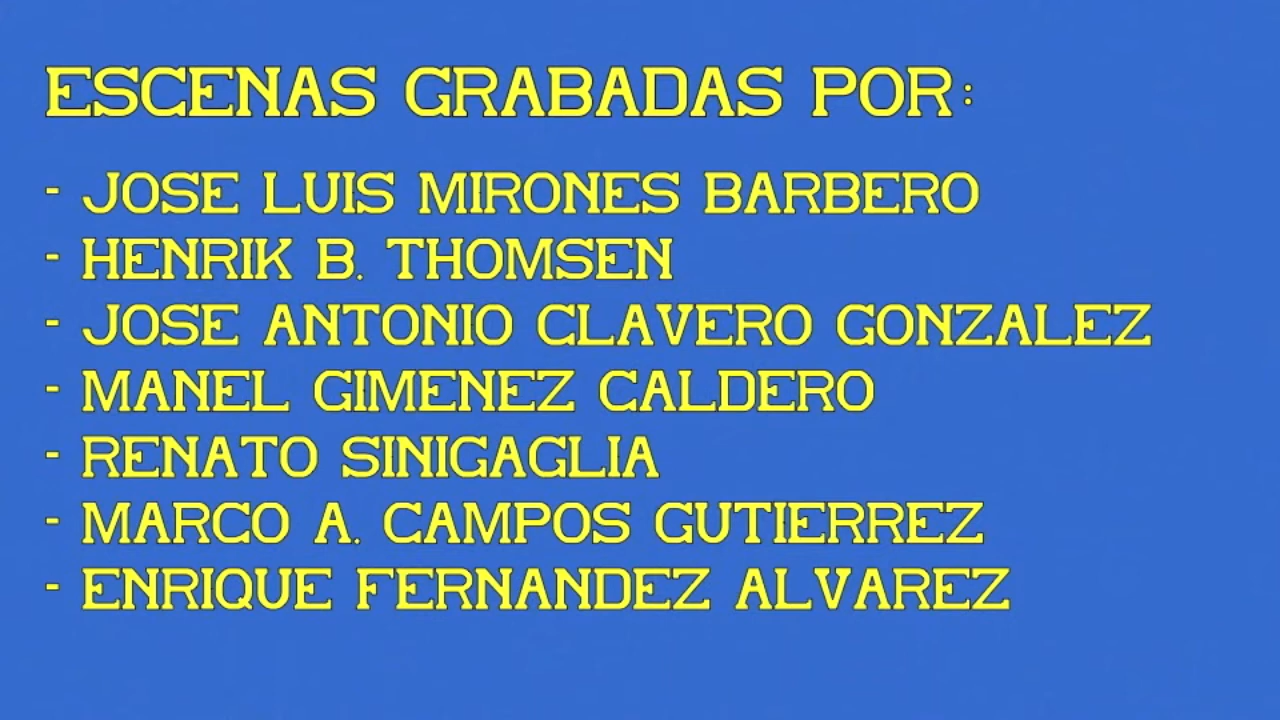 ESCENAS GRABADAS POR:
- JOSE LUIS MIRONES BARBERO
- HENRIK B. THOMSEN
- JOSE ANTONIO CLAVERO GONZALEZ
- MANEL GIMENEZ CALDERO
- RENATO SINIGAGLIA
- MARCO A. CAMPOS GUTIERREZ
- ENRIQUE FERNANDEZ ALVAREZ